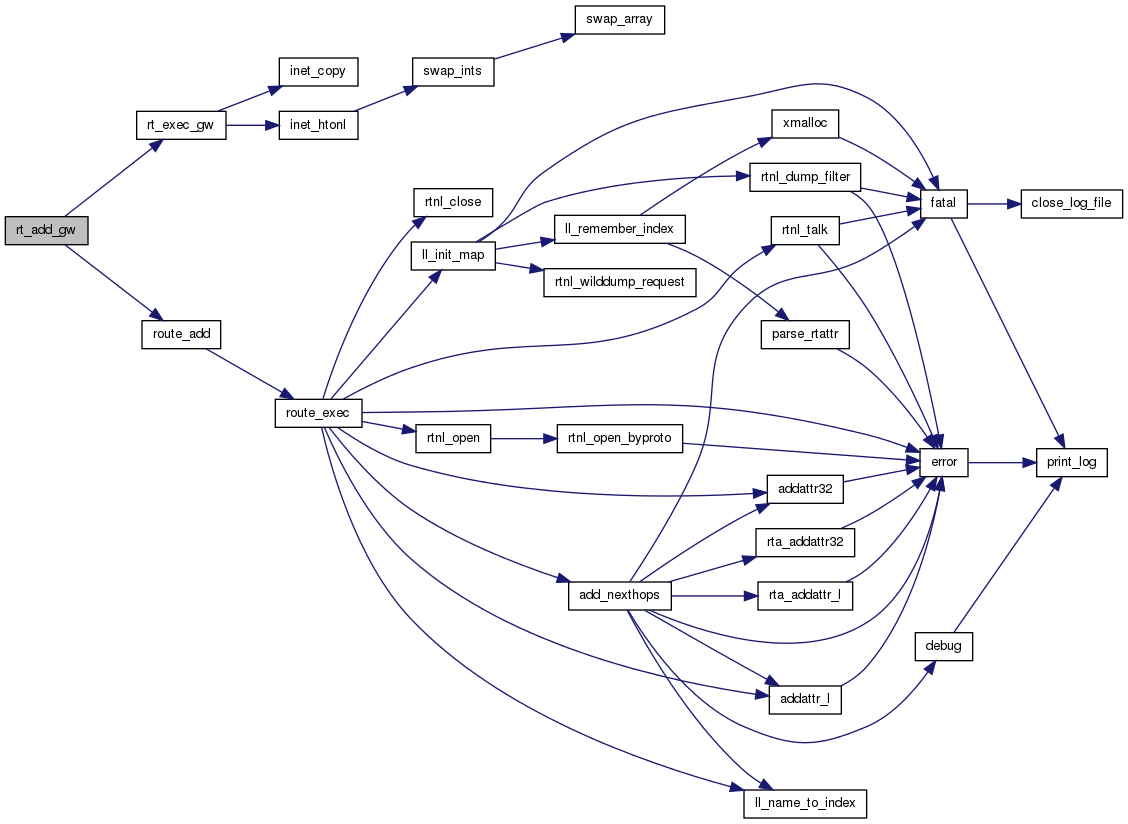 swap_array
inet_copy
swap_ints
rt_exec_gw
inet_htonl
xmalloc
rtnl_dump_filter
rtnl_close
fatal
close_log_file
rt_add_gw
ll_remember_index
rtnl_talk
ll_init_map
rtnl_wilddump_request
route_add
parse_rtattr
route_exec
rtnl_open
rtnl_open_byproto
error
print_log
addattr32
rta_addattr32
add_nexthops
rta_addattr_l
debug
addattr_l
ll_name_to_index